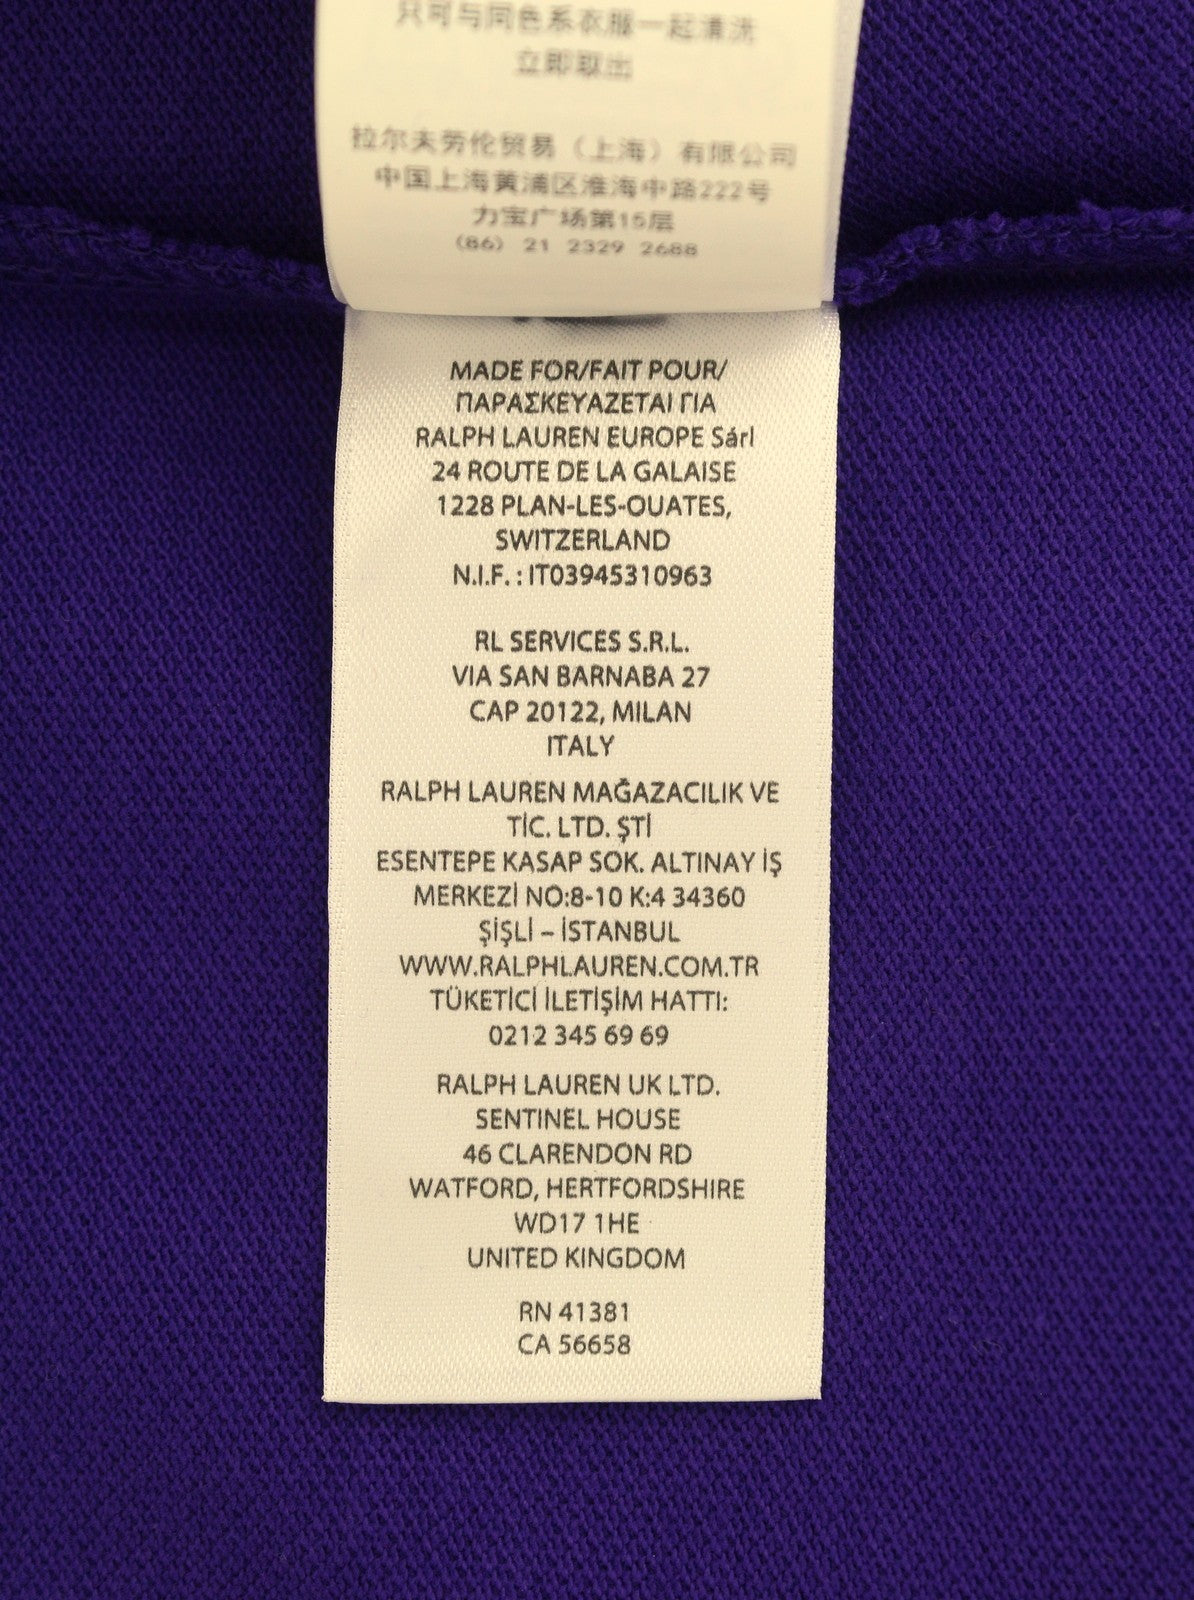 只可与同色系衣服一起清洗
立即取出
拉尔夫劳伦贸易（上海）有限公司
中国上海黄浦区淮海中路222号
力宝广场第15层
(86) 21 2329 2688
MADE FOR/FAIT POUR/
ΠΑΡΑΣΚΕΥΑΖΕΤΑΙ ΓΙΑ
RALPH LAUREN EUROPE Sárl
24 ROUTE DE LA GALAISE
1228 PLAN-LES-OUATES,
SWITZERLAND
N.I.F. : IT03945310963
RL SERVICES S.R.L.
VIA SAN BARNABA 27
CAP 20122, MILAN
ITALY
RALPH LAUREN MAĞAZACILIK VE
TİC. LTD. ŞTİ
ESENTEPE KASAP SOK. ALTINAY İŞ
MERKEZİ NO:8-10 K:4 34360
ŞİŞLİ – İSTANBUL
WWW.RALPHLAUREN.COM.TR
TÜKETİCİ İLETİŞİM HATTI:
0212 345 69 69
RALPH LAUREN UK LTD.
SENTINEL HOUSE
46 CLARENDON RD
WATFORD, HERTFORDSHIRE
WD17 1HE
UNITED KINGDOM
RN 41381
CA 56658